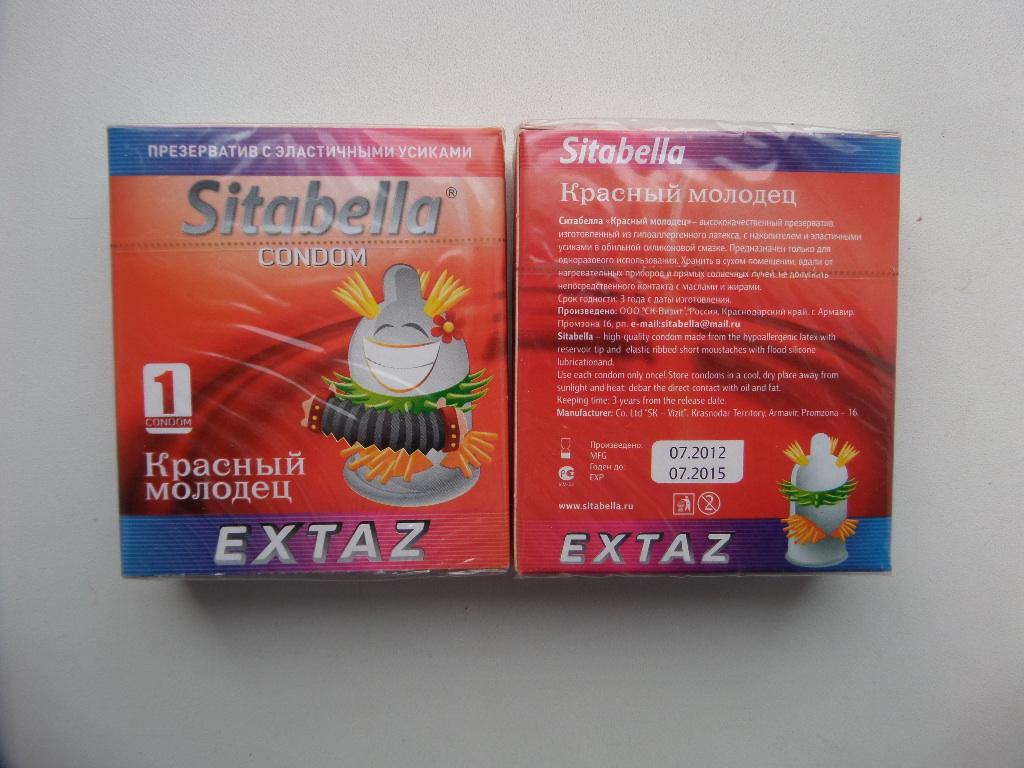 ПРЕЗЕРВАТИВ С ЭЛАСТИЧНЫМИ УСИКАМИ
Sitabella®
CONDOM
1
CONDOM
Красный
молодец
EXTAZ
Sitabella
Красный молодец
Ситабелла «Красный молодец» – высококачественный презерватив
изготовленный из гипоаллергенного латекса, с накопителем и эластичными
усиками в обильной силиконовой смазке. Предназначен только для
одноразового использования. Хранить в сухом помещении, вдали от
нагревательных приборов и прямых солнечных лучей, не допускать
непосредственного контакта с маслами и жирами.
Срок годности: 3 года с даты изготовления.
Произведено: ООО "СК-Визит", Россия, Краснодарский край, г. Армавир,
Промзона 16, рп. e-mail:sitabella@mail.ru
Sitabella – high-quality condom made from the hypoallergenic latex with
reservoir tip and elastic ribbed short moustaches with flood silicone
lubricationand.
Use each condom only once! Store condoms in a cool, dry place away from
sunlight and heat; debar the direct contact with oil and fat.
Keeping time: 3 years from the release date.
Manufacturer: Co. Ltd "SK – Vizit", Krasnodar Territory, Armavir, Promzona – 16.
Произведено:
MFG
07.2012
Годен до:
EXP
07.2015
www.sitabella.ru
EXTAZ